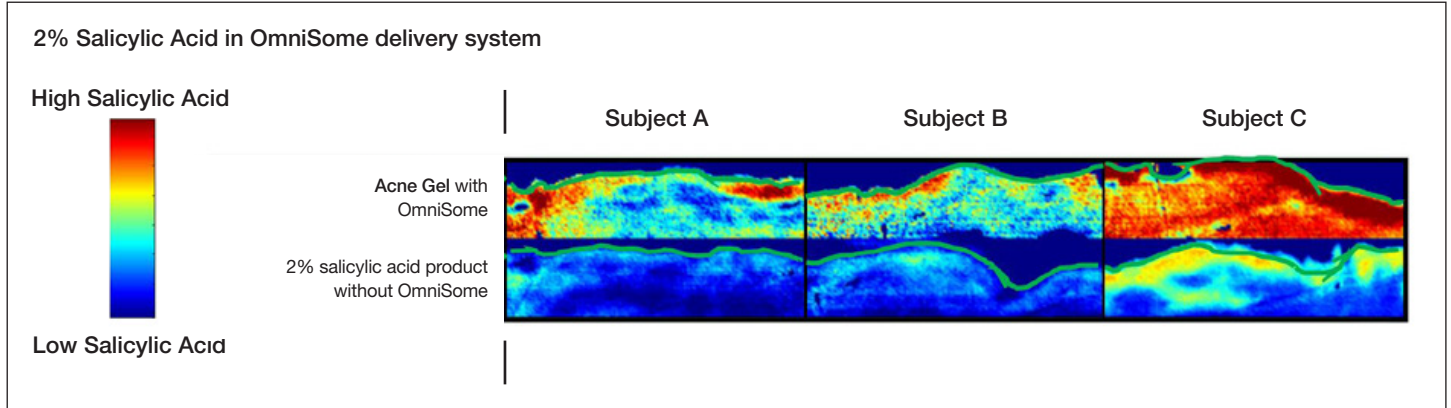 2% Salicylic Acid in OmniSome delivery system
High Salicylic Acid
Subject A
Subject B
Subject C
Acne Gel with
OmniSome
2% salicylic acid product
without OmniSome
Low Salicylic Acid